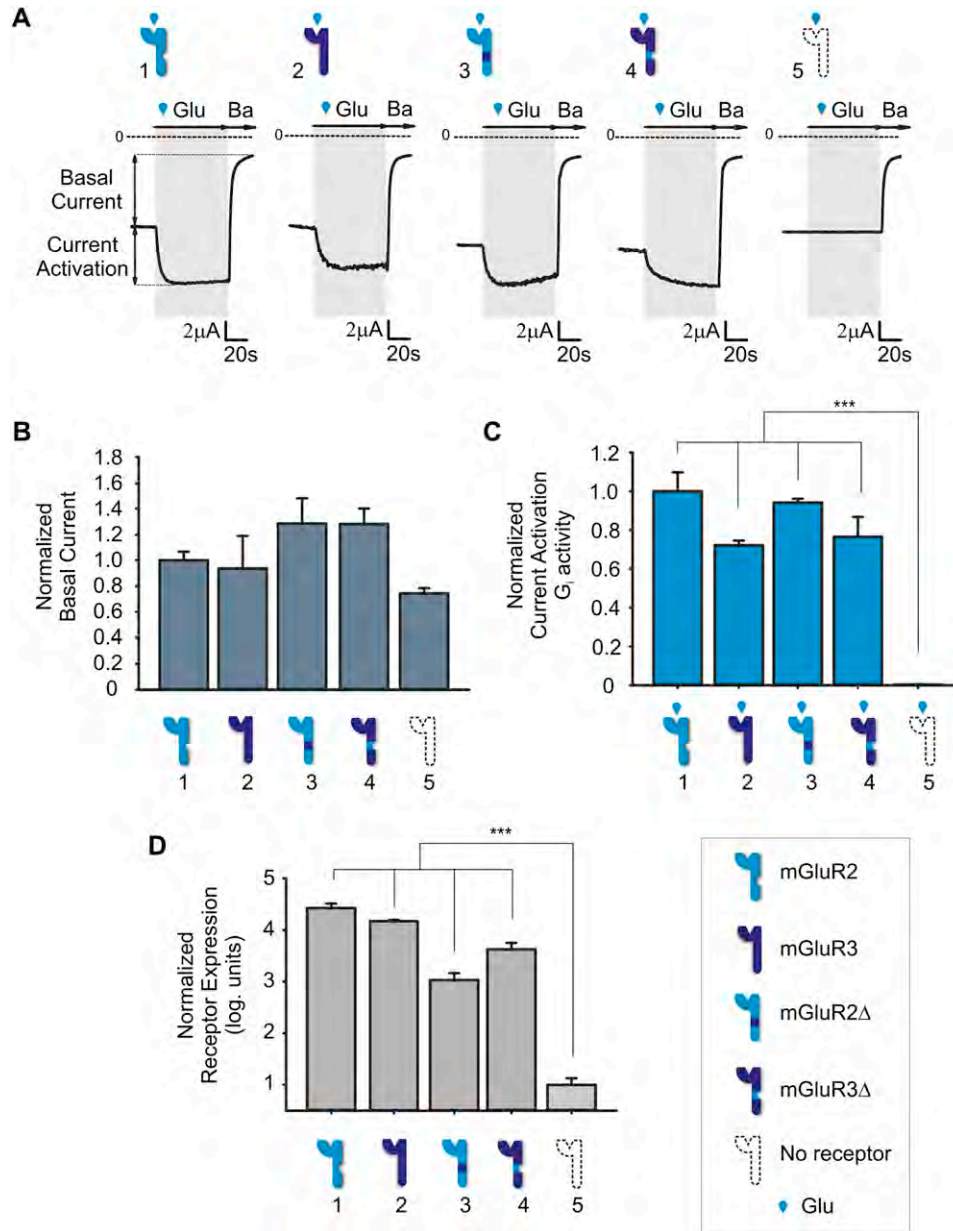 A
1
2
3
4
5
Glu Ba
Glu Ba
Glu Ba
Glu Ba
Glu Ba
0
0
0
0
0
Basal
Current
Current
Activation
2µA
20s
2µA
20s
2µA
20s
2µA
20s
2µA
20s
B
Normalized
Basal Current
1.8
1.6
1.4
1.2
1.0
0.8
0.6
0.4
0.2
0
1
2
3
4
5
C
***
Normalized
Current Activation
Gi activity
1.2
1.0
0.8
0.6
0.4
0.2
0
1
2
3
4
5
D
***
Normalized
Receptor Expression
(log. units)
5
4
3
2
1
1
2
3
4
5
mGluR2
mGluR3
mGluR2Δ
mGluR3Δ
No receptor
Glu